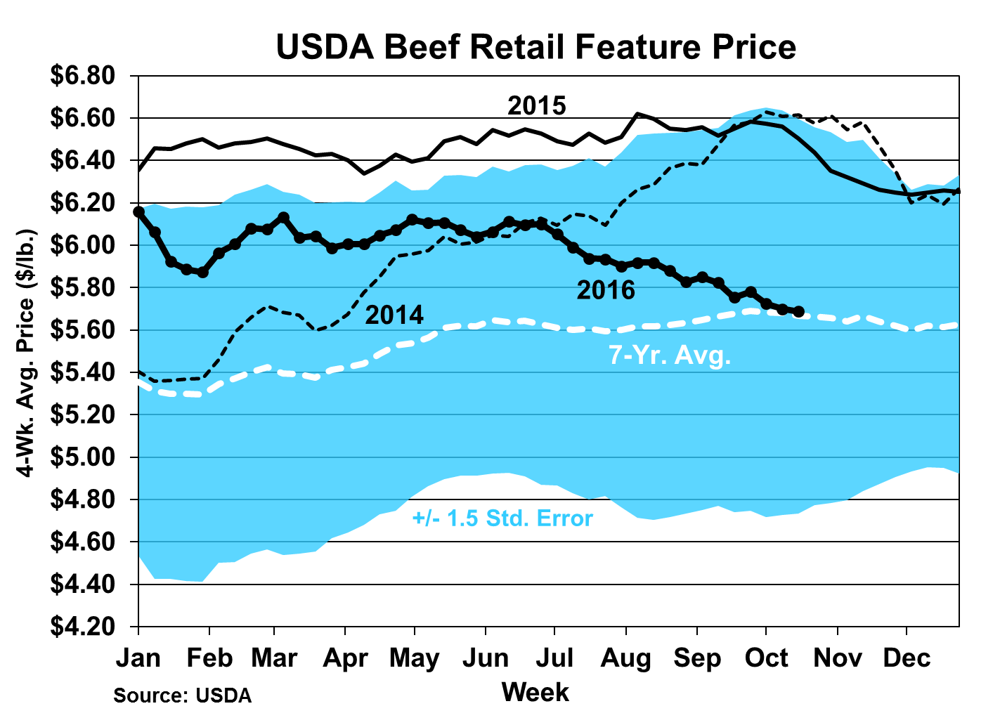 USDA Beef Retail Feature Price
4-Wk. Avg. Price ($/lb.)
$6.80
$6.60
$6.40
$6.20
$6.00
$5.80
$5.60
$5.40
$5.20
$5.00
$4.80
$4.60
$4.40
$4.20
2015
2016
2014
7-Yr. Avg.
+/- 1.5 Std. Error
Jan Feb Mar Apr May Jun Jul Aug Sep Oct Nov Dec
Week
Source: USDA